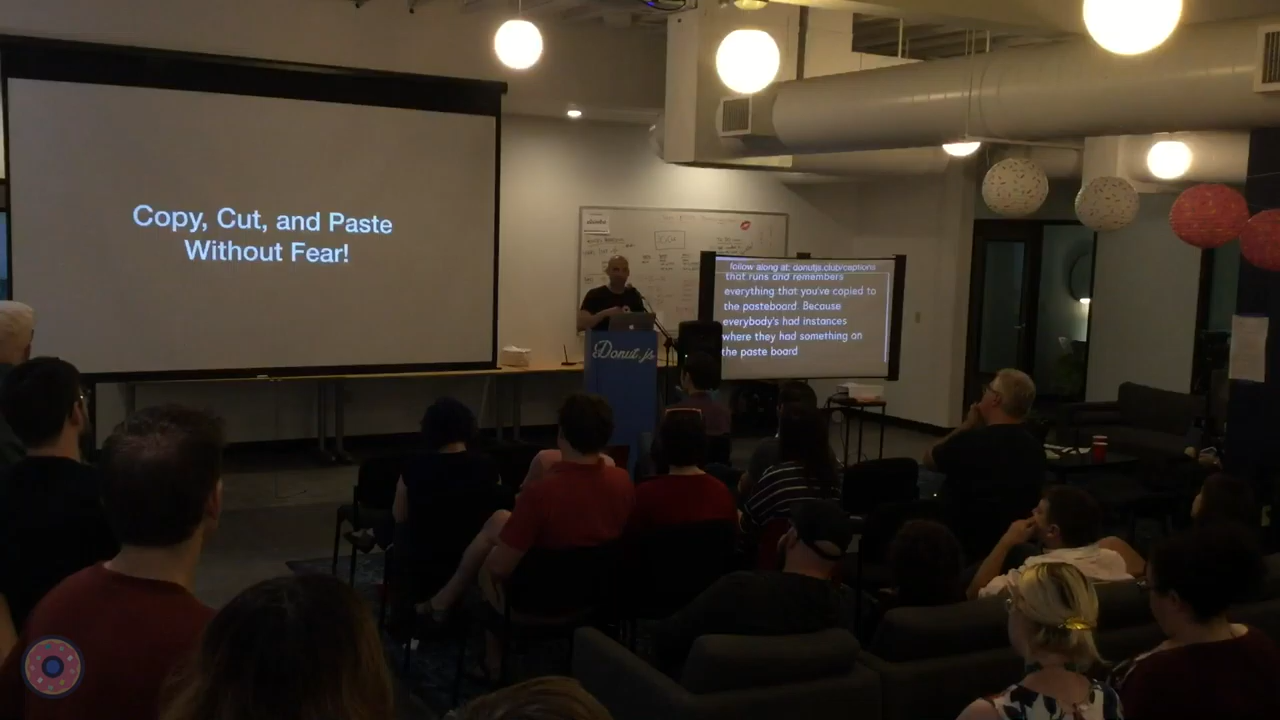 Copy, Cut, and Paste
Without Fear!
Donut.js
follow along at: donutjs.club/captions
that runs and remembers
everything that you've copied to
the pasteboard. Because
everybody's had instances
where they had something on
the paste board